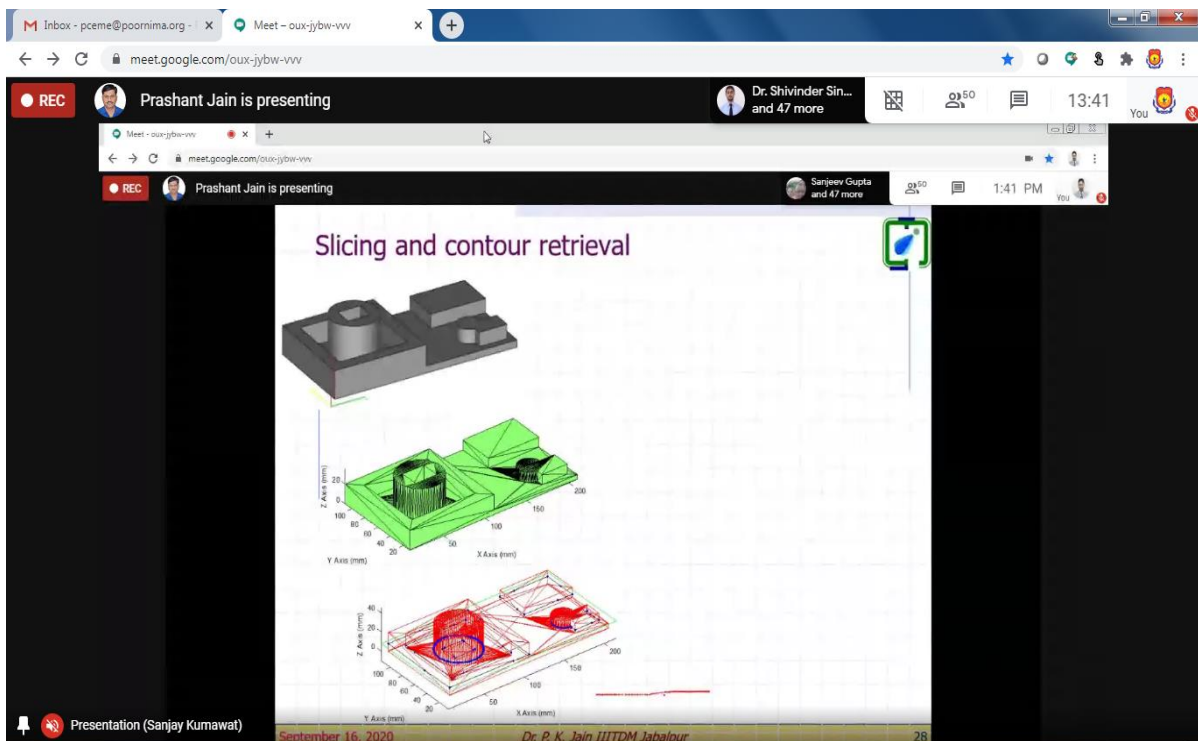 Inbox - pceme@poornima.org -
Meet – oux-jybw-vvv
meet.google.com/oux-jybw-vvv
REC
Prashant Jain is presenting
Dr. Shivinder Sin...
and 47 more
50
13:41
You
Meet - oux-jybw-vvv
meet.google.com/oux-jybw-vvv
REC
Prashant Jain is presenting
Sanjeev Gupta
and 47 more
50
1:41 PM
You
Slicing and contour retrieval
Z Axis (mm)
20
0
100
80
60
40
20
Y Axis (mm)
50
100
150
200
X Axis (mm)
Z Axis (mm)
40
20
0
100
80
60
40
20
Y Axis (mm)
50
100
150
200
X Axis (mm)
Presentation (Sanjay Kumawat)
September 16, 2020
Dr. P. K. Jain IIITDM Jabalpur
28